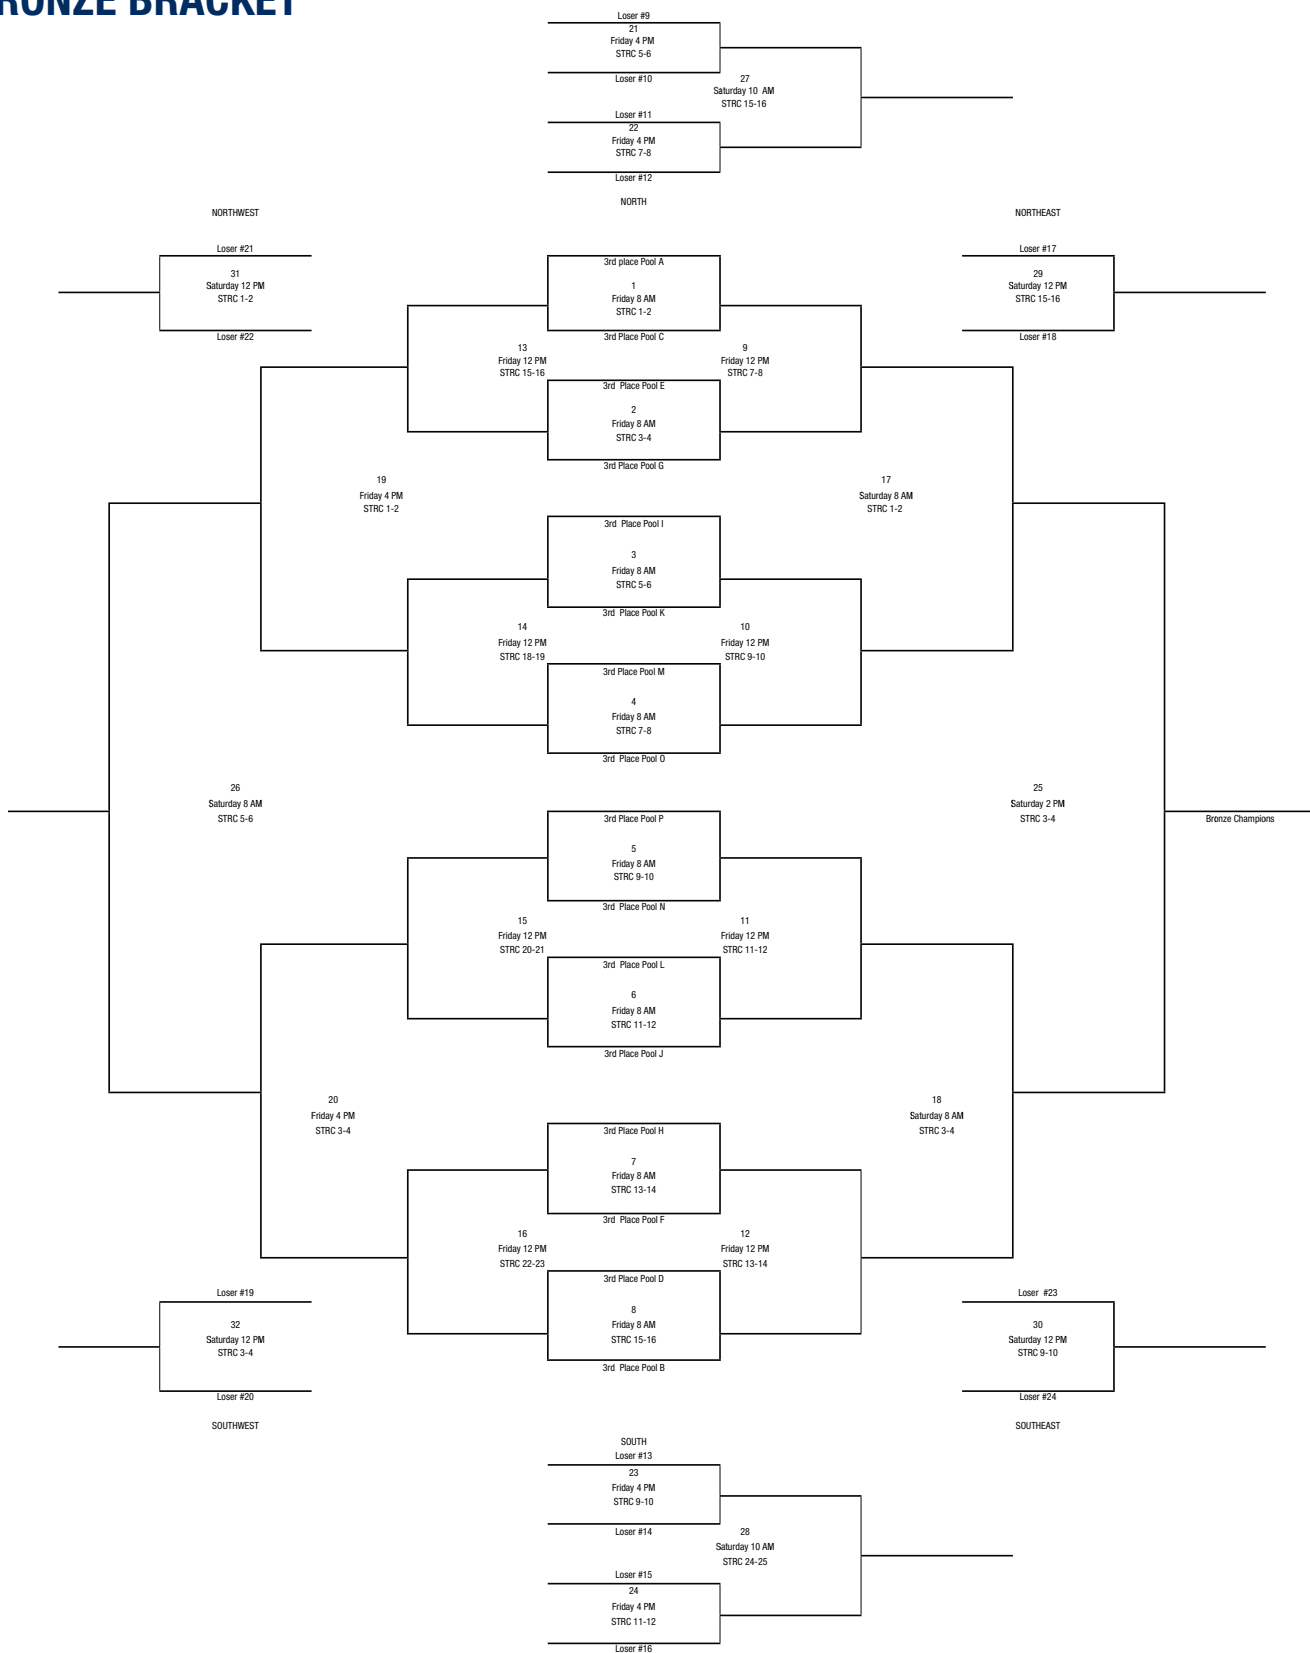 RONZE BRACKET
Loser #9
21
Friday 4 PM
STRC 5-6
Loser #10
27
Saturday 10 AM
STRC 15-16
Loser #11
22
Friday 4 PM
STRC 7-8
Loser #12
NORTH
NORTHWEST
NORTHEAST
Loser #21
31
Saturday 12 PM
STRC 1-2
Loser #22
Loser #17
29
Saturday 12 PM
STRC 15-16
Loser #18
3rd place Pool A
1
Friday 8 AM
STRC 1-2
3rd Place Pool C
13
Friday 12 PM
STRC 15-16
9
Friday 12 PM
STRC 7-8
3rd Place Pool E
2
Friday 8 AM
STRC 3-4
3rd Place Pool G
19
Friday 4 PM
STRC 1-2
17
Saturday 8 AM
STRC 1-2
3rd Place Pool I
3
Friday 8 AM
STRC 5-6
3rd Place Pool K
14
Friday 12 PM
STRC 18-19
10
Friday 12 PM
STRC 9-10
3rd Place Pool M
4
Friday 8 AM
STRC 7-8
3rd Place Pool O
26
Saturday 8 AM
STRC 5-6
25
Saturday 2 PM
STRC 3-4
Bronze Champions
3rd Place Pool P
5
Friday 8 AM
STRC 9-10
3rd Place Pool N
15
Friday 12 PM
STRC 20-21
11
Friday 12 PM
STRC 11-12
3rd Place Pool L
6
Friday 8 AM
STRC 11-12
3rd Place Pool J
20
Friday 4 PM
STRC 3-4
18
Saturday 8 AM
STRC 3-4
3rd Place Pool H
7
Friday 8 AM
STRC 13-14
3rd Place Pool F
16
Friday 12 PM
STRC 22-23
12
Friday 12 PM
STRC 13-14
3rd Place Pool D
8
Friday 8 AM
STRC 15-16
3rd Place Pool B
Loser #19
32
Saturday 12 PM
STRC 3-4
Loser #20
SOUTHWEST
Loser #23
30
Saturday 12 PM
STRC 9-10
Loser #24
SOUTHEAST
SOUTH
Loser #13
23
Friday 4 PM
STRC 9-10
Loser #14
28
Saturday 10 AM
STRC 24-25
Loser #15
24
Friday 4 PM
STRC 11-12
Loser #16